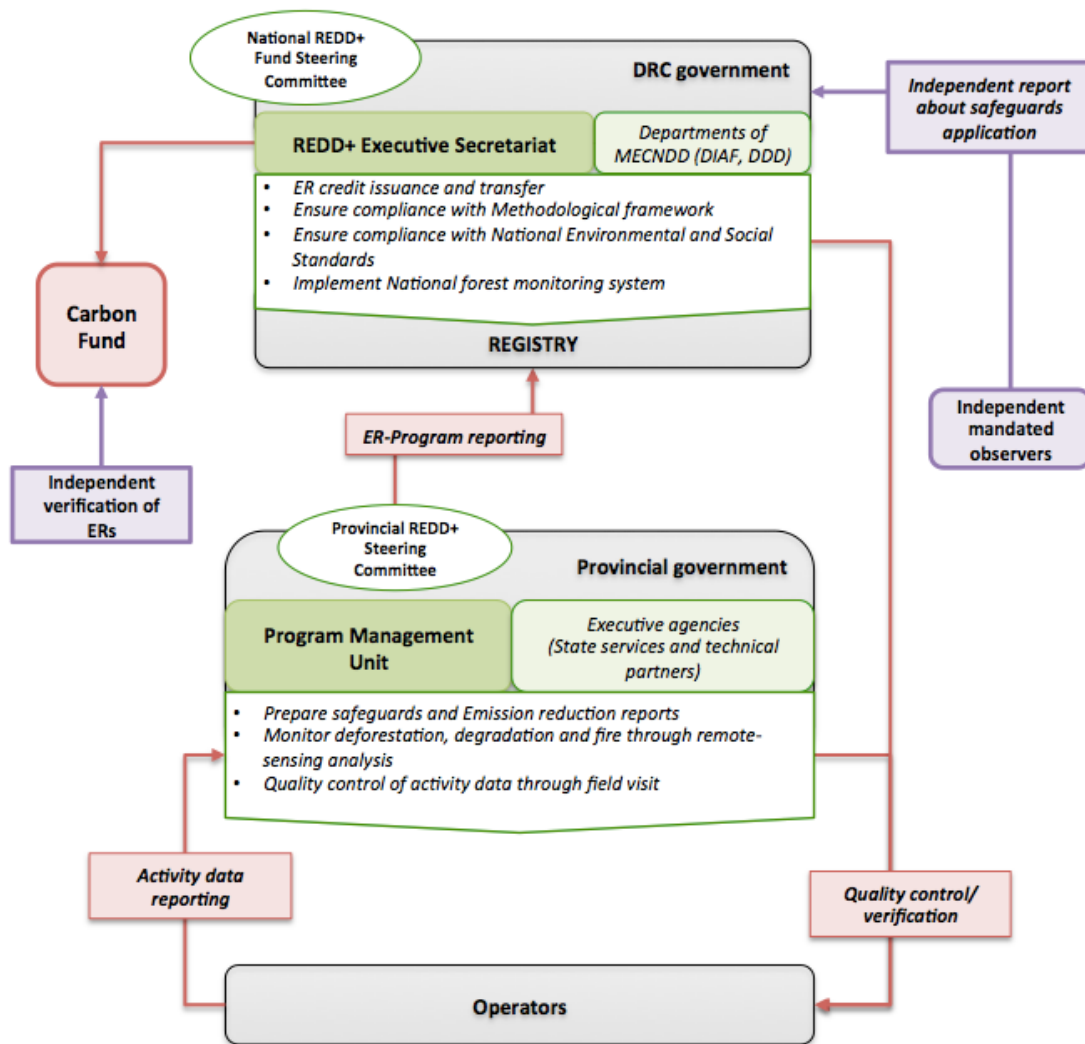 National REDD+
Fund Steering
Committee
DRC government
Independent report
about safeguards
application
REDD+ Executive Secretariat
Departments of
MECNDD (DIAF, DDD)
• ER credit issuance and transfer
• Ensure compliance with Methodological framework
• Ensure compliance with National Environmental and Social
Standards
• Implement National forest monitoring system
REGISTRY
Carbon
Fund
Independent
mandated
observers
ER-Program reporting
Independent
verification of
ERs
Provincial REDD+
Steering
Committee
Provincial government
Program Management
Unit
Executive agencies
(State services and technical
partners)
• Prepare safeguards and Emission reduction reports
• Monitor deforestation, degradation and fire through remote-
sensing analysis
• Quality control of activity data through field visit
Activity data
reporting
Quality control/
verification
Operators